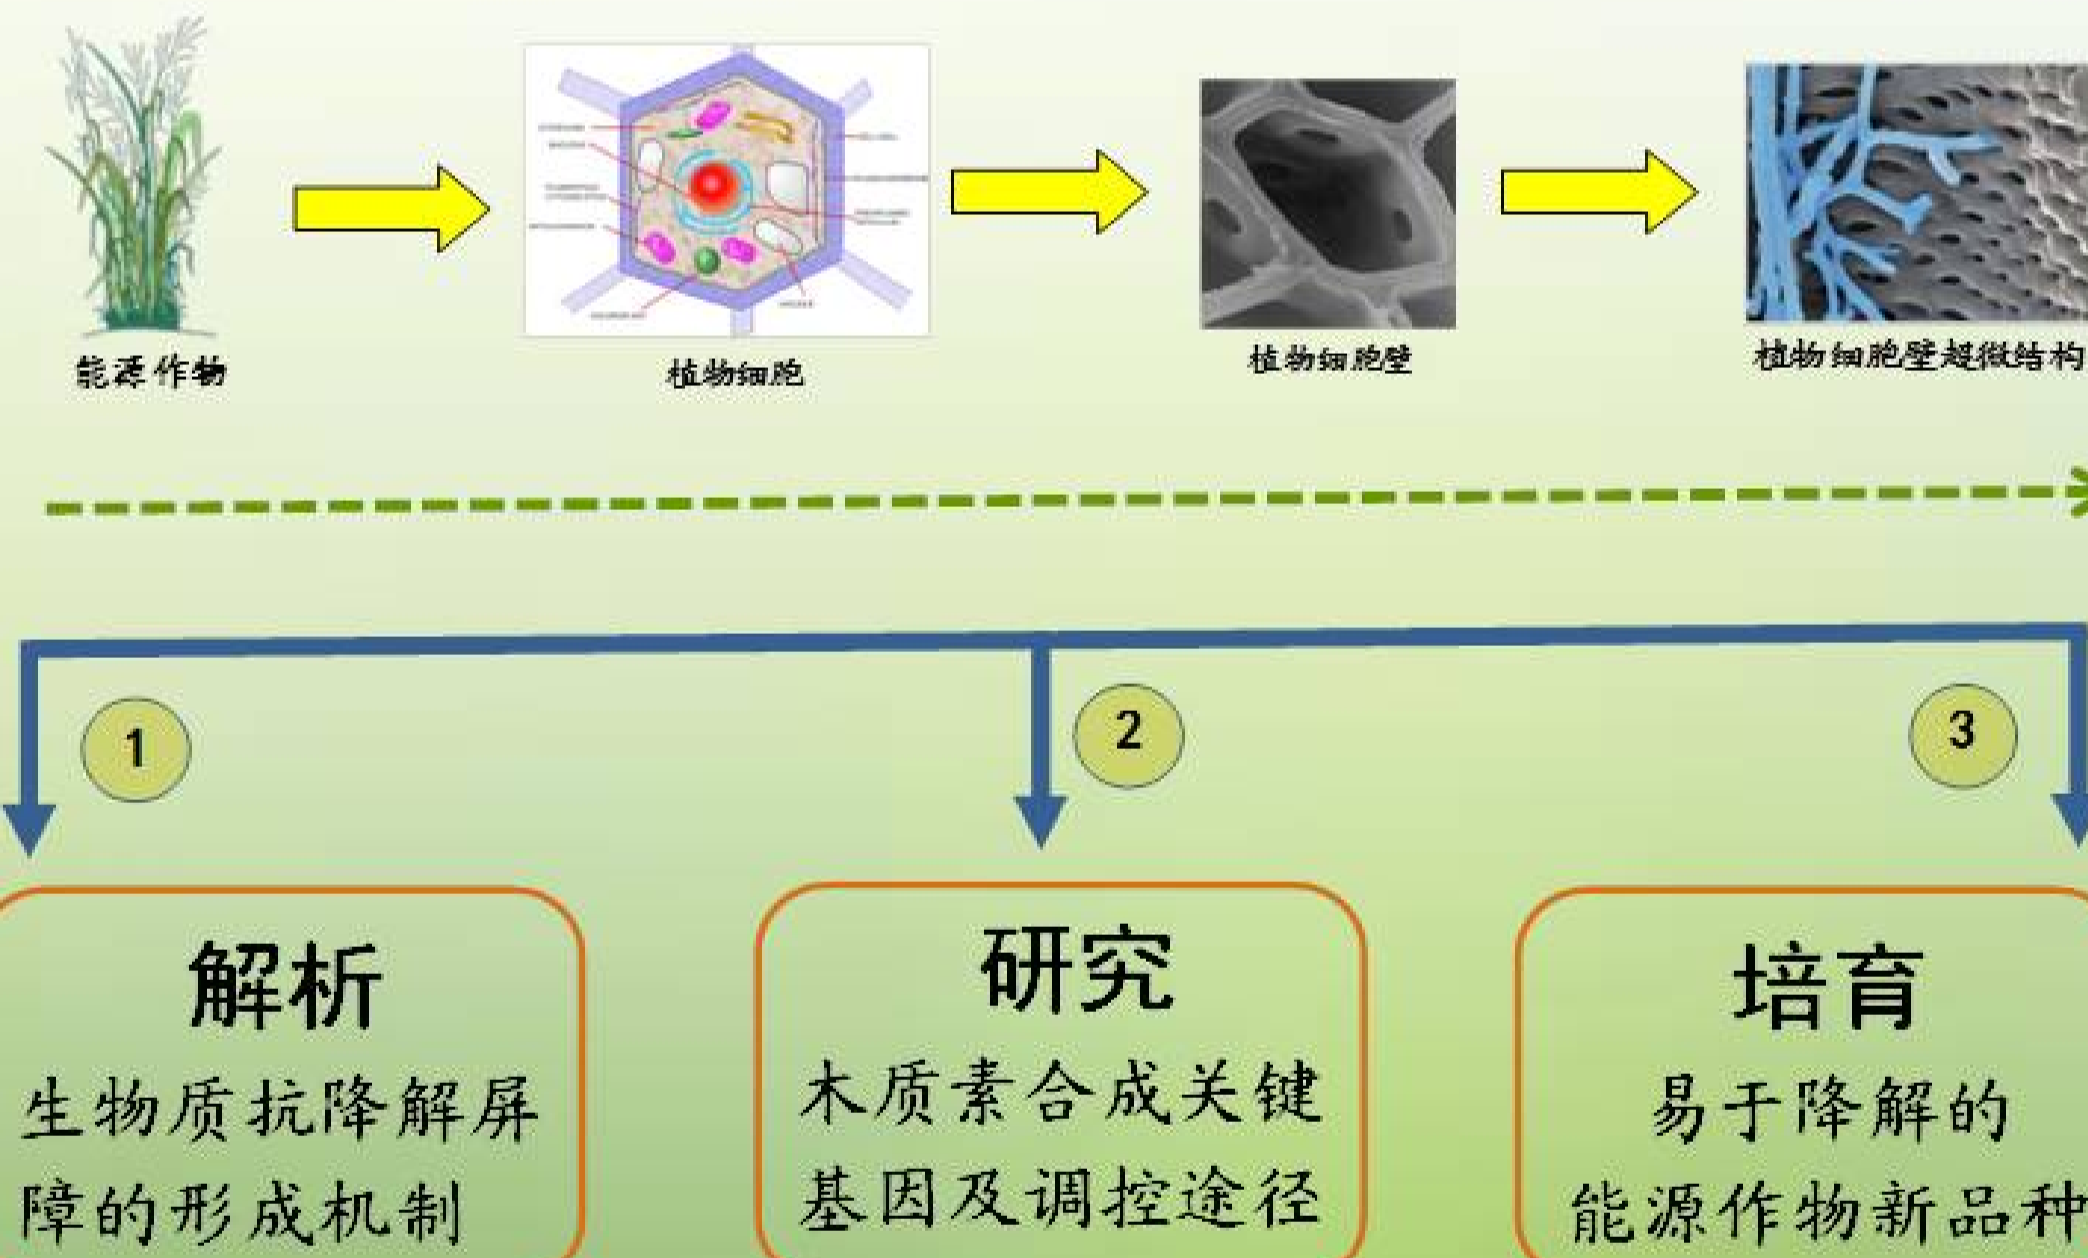 能源作物
植物细胞
植物细胞壁
植物细胞壁超微结构
1
2
3
解析
生物质抗降解屏
障的形成机制
研究
木质素合成关键
基因及调控途径
培育
易于降解的
能源作物新品种